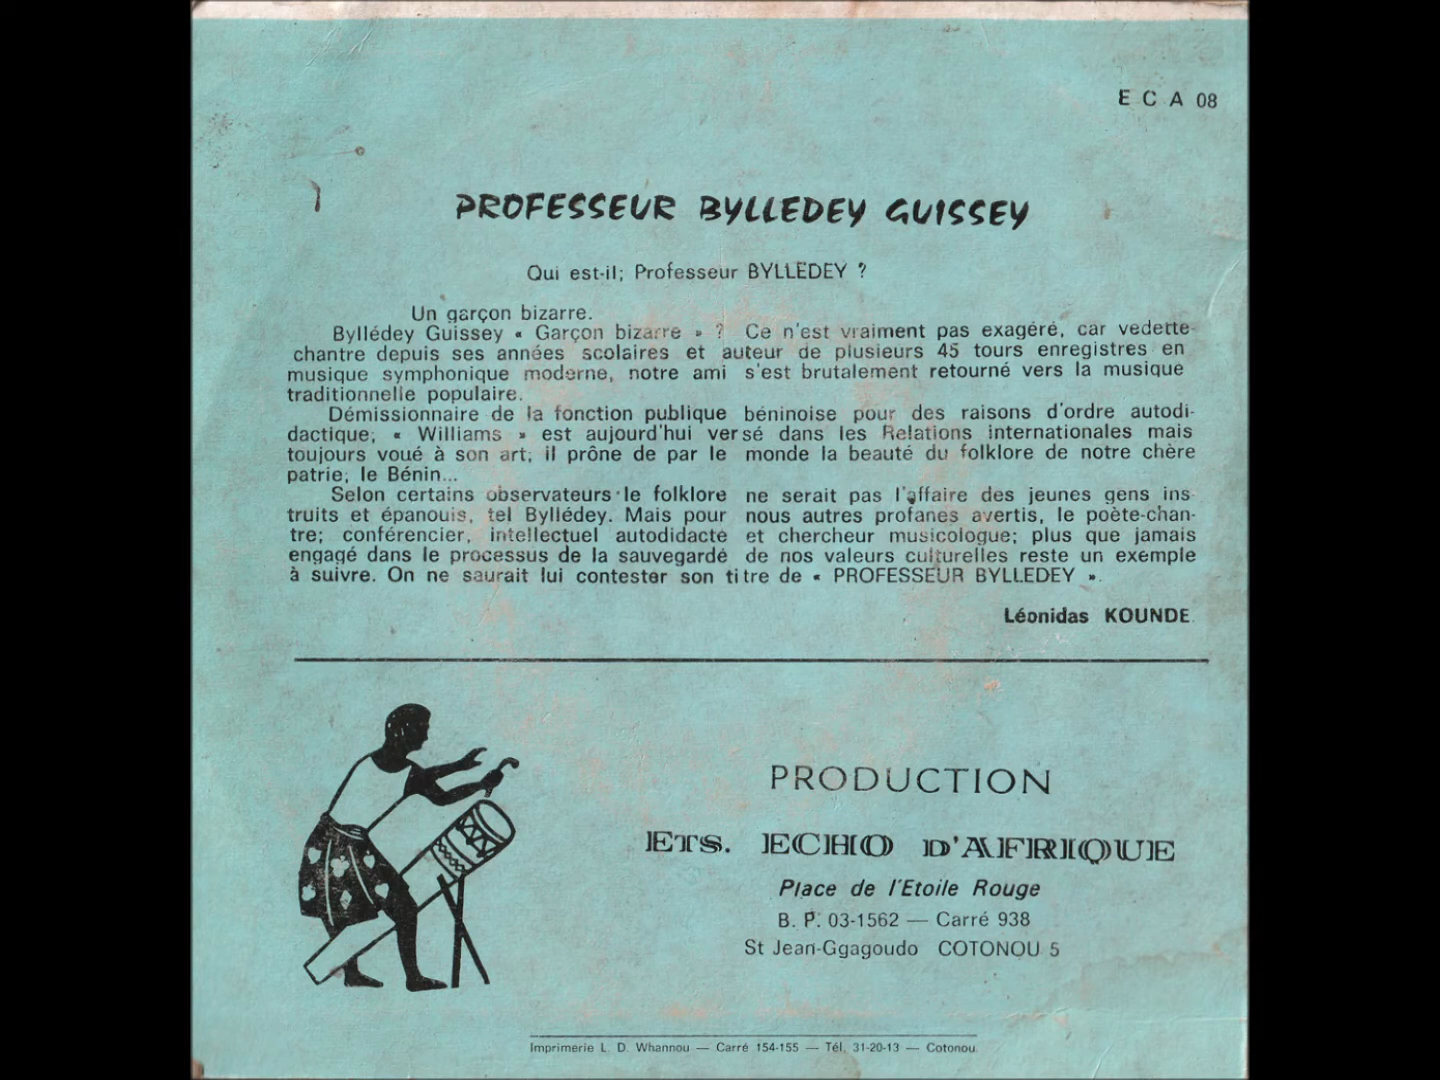 E C A 08
PROFESSEUR BYLLEDEY GUISSEY
Qui est-il; Professeur BYLLEDEY ?
Un garçon bizarre.
Bylledey Guissey « Garçon bizarre » ? Ce n'est vraiment pas exagéré, car vedette-
chantre depuis ses années scolaires et auteur de plusieurs 45 tours enregistres en
musique symphonique moderne, notre ami s'est brutalement retourné vers la musique
traditionnelle populaire.
Démissionnaire de la fonction publique béninoise pour des raisons d'ordre autodi-
dactique; « Williams » est aujourd'hui versé dans les Relations internationales mais
toujours voué à son art; il prône de par le monde la beauté du folklore de notre chère
patrie; le Bénin...
Selon certains observateurs le folklore ne serait pas l'affaire des jeunes gens ins-
truits et épanouis, tel Byllédey. Mais pour nous autres profanes avertis, le poète-chan-
tre; conférencier, intellectuel autodidacte et chercheur musicologue; plus que jamais
engagé dans le processus de la sauvegardé de nos valeurs culturelles reste un exemple
à suivre. On ne saurait lui contester son titre de « PROFESSEUR BYLLEDEY ».
Léonidas KOUNDE
PRODUCTION
ETS. ECHO D'AFRIQUE
Place de l'Etoile Rouge
B. P. 03-1562 — Carré 938
St Jean-Ggagoudo COTONOU 5
Imprimerie L. D. Whannou — Carré 154-155 — Tél. 31-20-13 — Cotonou